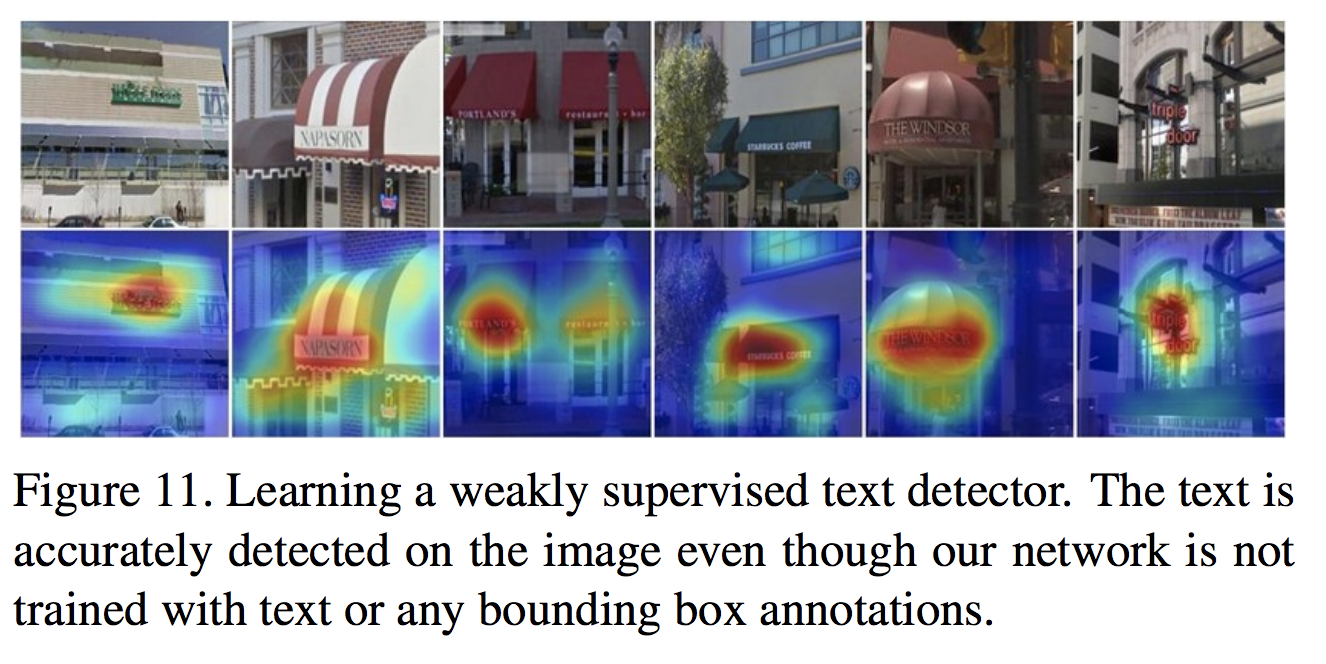 NAPASORN
PORTLAND'S
restaurant • bar
STARBUCKS COFFEE
THE WINDSOR
triple
door
NAPASORN
PORTLAND'S
restaurant • bar
STARBUCKS COFFEE
THE WINDSOR
triple
door
Figure 11. Learning a weakly supervised text detector. The text is
accurately detected on the image even though our network is not
trained with text or any bounding box annotations.